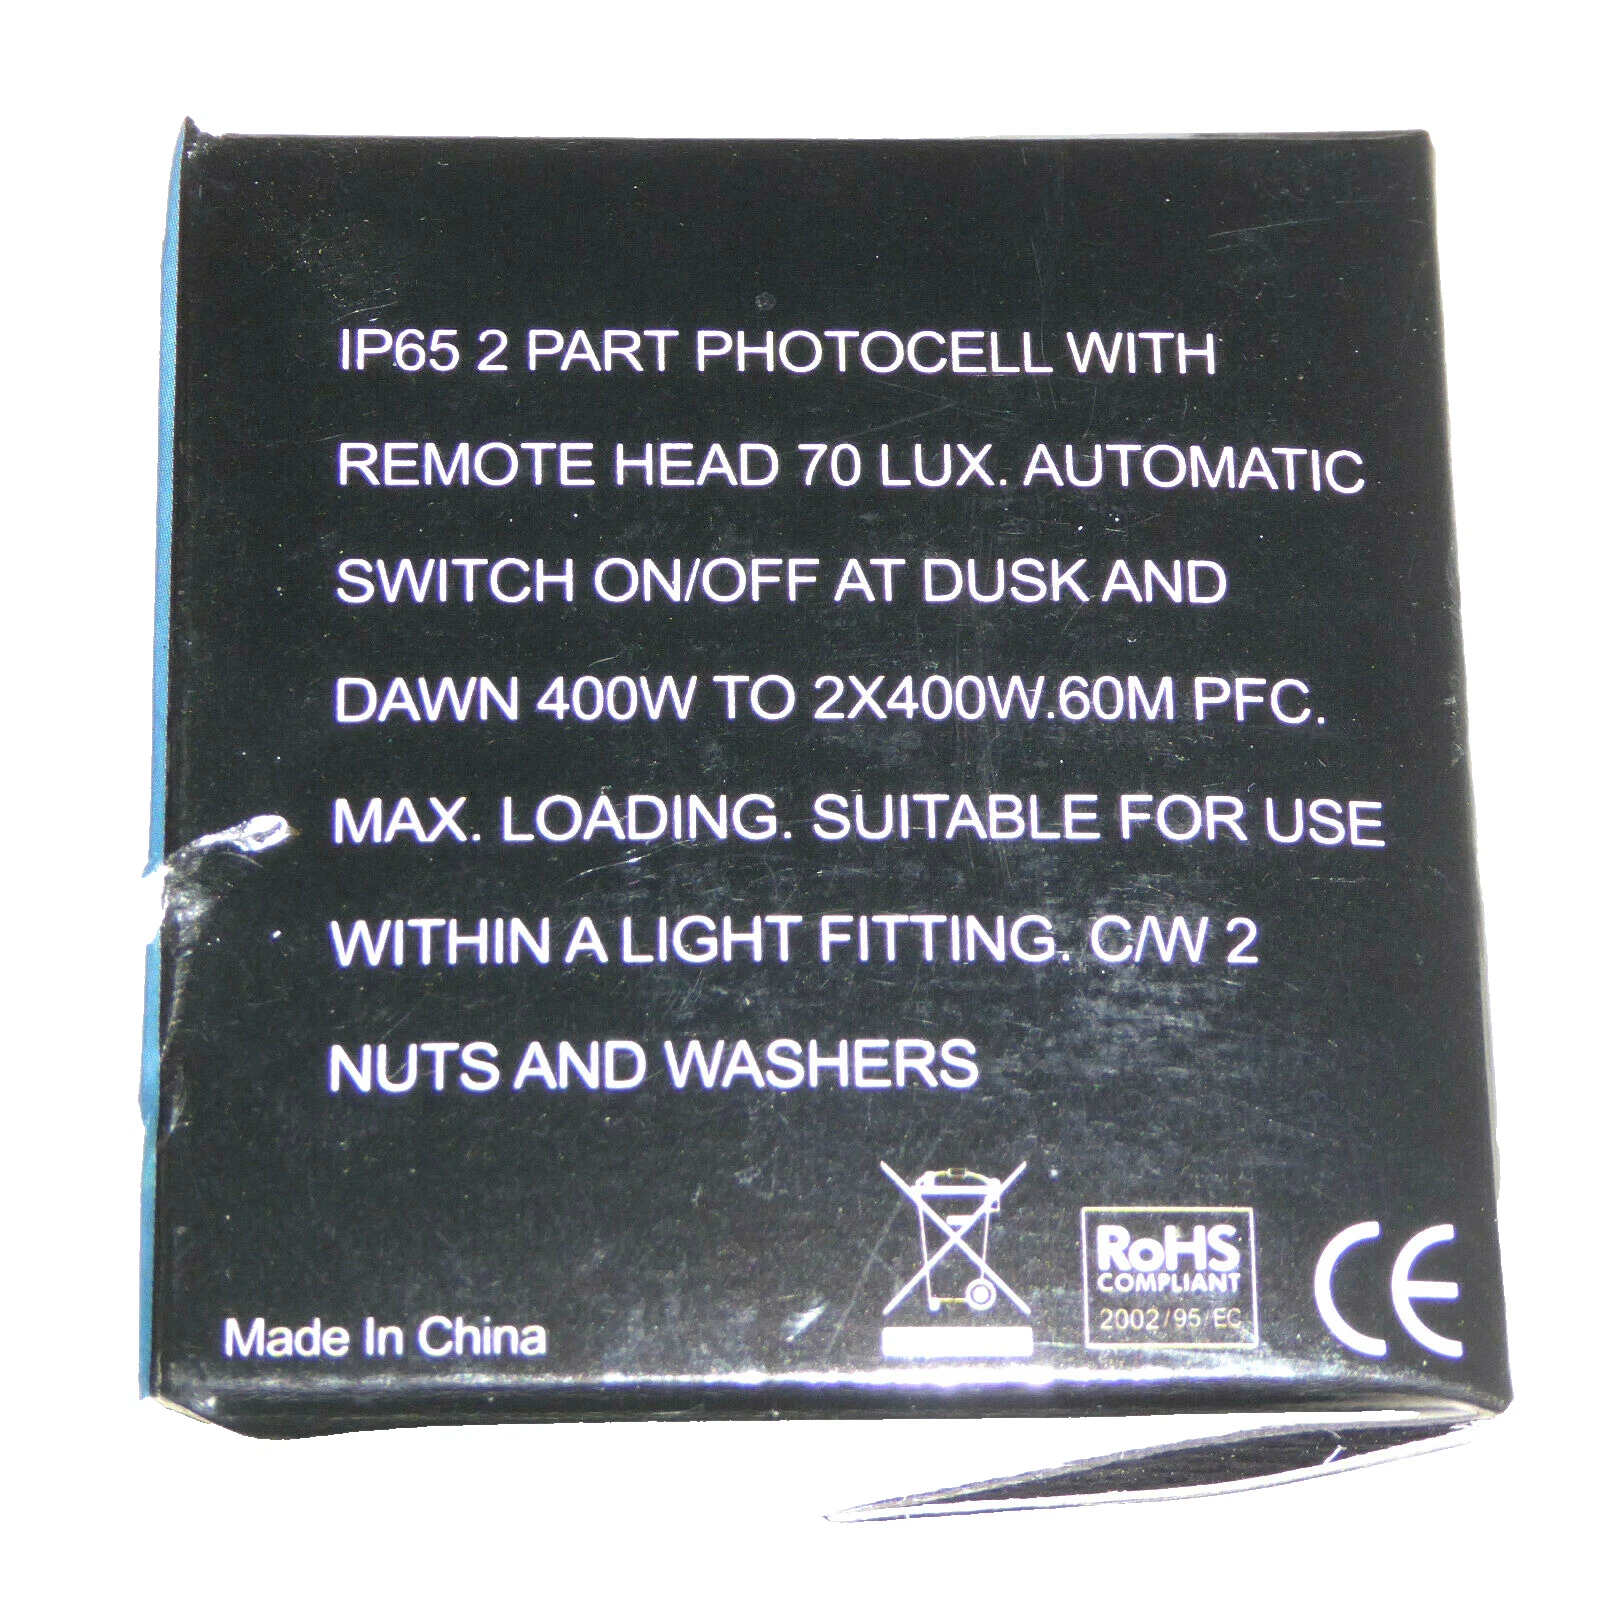 IP65 2 PART PHOTOCELL WITH
REMOTE HEAD 70 LUX. AUTOMATIC
SWITCH ON/OFF AT DUSK AND
DAWN 400W TO 2X400W.60M PFC.
MAX. LOADING. SUITABLE FOR USE
WITHIN A LIGHT FITTING. C/W 2
NUTS AND WASHERS
RoHS
COMPLIANT
2002/95/EC
CE
Made In China